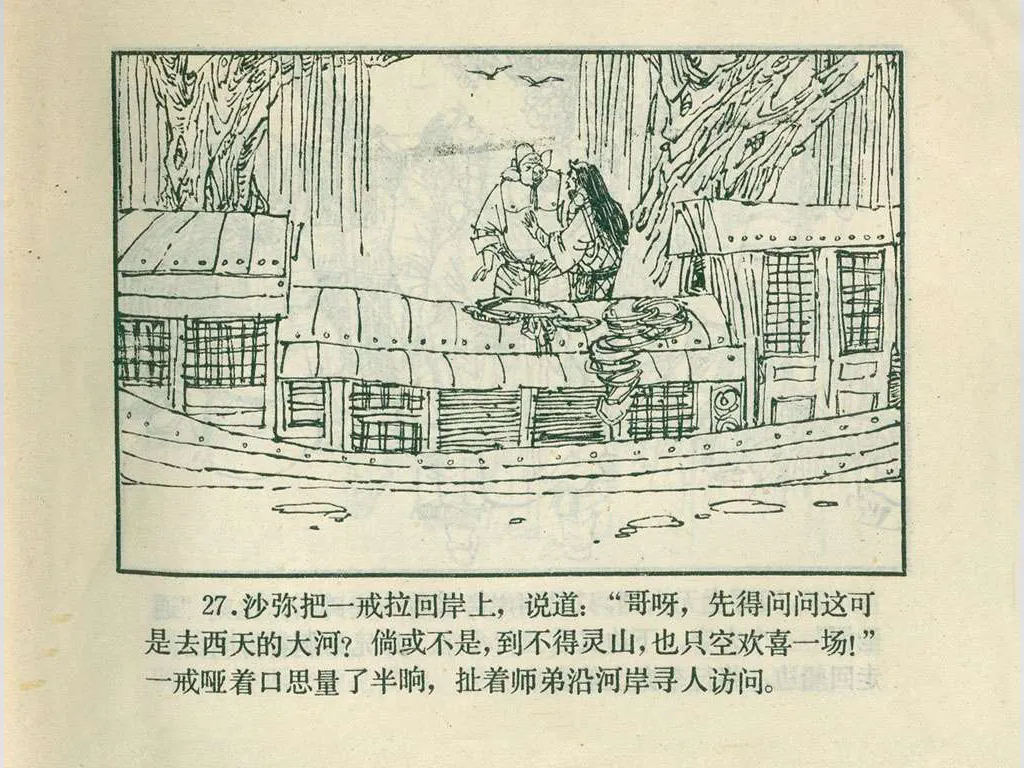 27.沙弥把一戒拉回岸上，说道：“哥呀，先得问问这可
是去西天的大河？倘或不是，到不得灵山，也只空欢喜一场！”
一戒哑着口思量了半晌，扯着师弟沿河岸寻人访问。